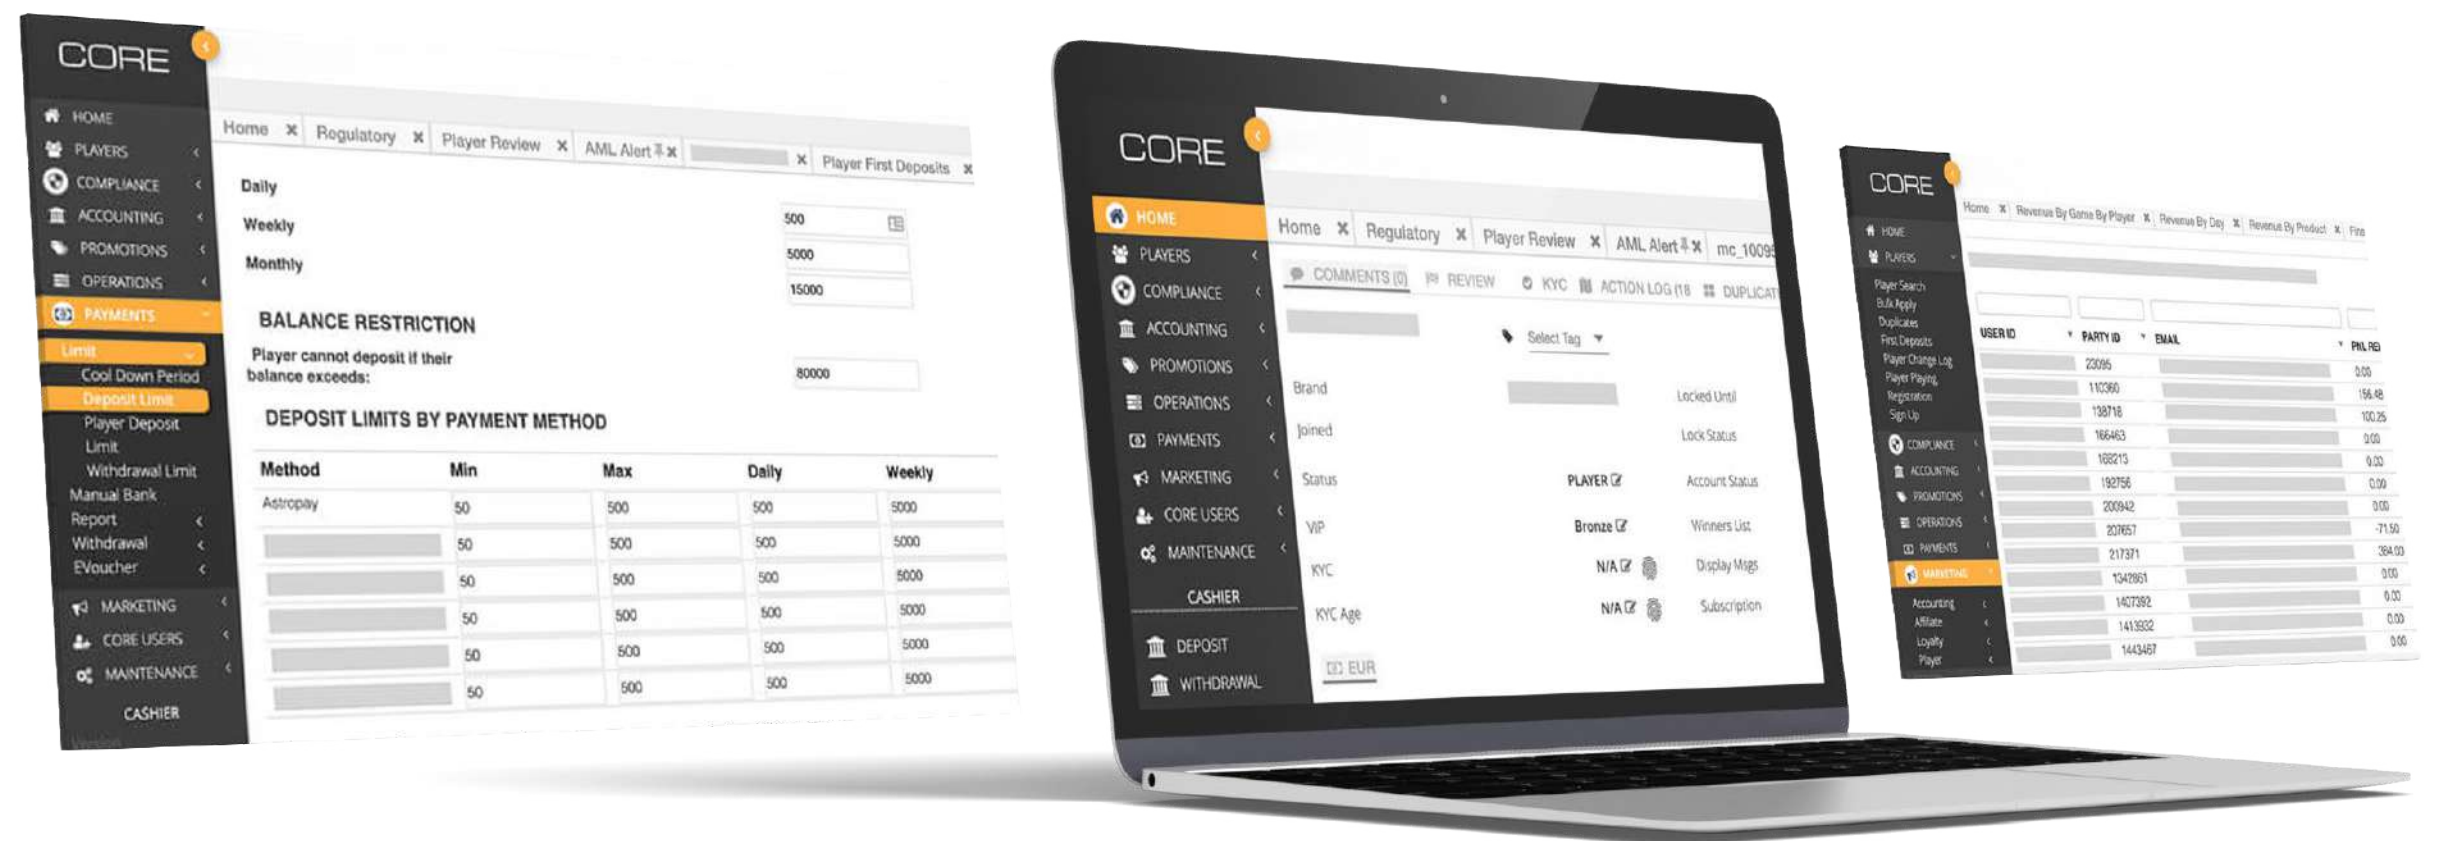 CORE
HOME
PLAYERS
COMPLIANCE
ACCOUNTING
PROMOTIONS
OPERATIONS
PAYMENTS
Limit
Cool Down Period
Deposit Limit
Player Deposit
Limit
Withdrawal Limit
Manual Bank
Report
Withdrawal
EVoucher
MARKETING
CORE USERS
MAINTENANCE
CASHIER
Version
Home Regulatory Player Review AML Alert Player First Deposits
Daily 500
Weekly 5000
Monthly 15000
BALANCE RESTRICTION
Player cannot deposit if their
balance exceeds: 80000
DEPOSIT LIMITS BY PAYMENT METHOD
Method Min Max Daily Weekly
Astropay 50 500 500 5000
50 500 500 5000
50 500 500 5000
50 500 500 5000
50 500 500 5000
50 500 500 5000
CORE
HOME
PLAYERS
COMPLIANCE
ACCOUNTING
PROMOTIONS
OPERATIONS
PAYMENTS
MARKETING
CORE USERS
MAINTENANCE
CASHIER
DEPOSIT
WITHDRAWAL
Home Regulatory Player Review AML Alert mc_10095
COMMENTS (0) REVIEW KYC ACTION LOG (18 DUPLICAT
Select Tag
Brand Locked Until
Joined Lock Status
Status PLAYER Account Status
VIP Bronze Winners List
KYC N/A Display Msgs
KYC Age N/A Subscription
EUR
CORE
HOME
PLAYERS
Player Search
Bulk Apply
Duplicates
First Deposits
Player Change Log
Player Playing
Registration
Sign Up
COMPLIANCE
ACCOUNTING
PROMOTIONS
OPERATIONS
PAYMENTS
MARKETING
Accounting
Affiliate
Loyalty
Player
Home Revenue By Game By Player Revenue By Day Revenue By Product Fire
USER ID PARTY ID EMAIL PNL REI
23095 0.00
110360 156.48
138718 100.25
166463 0.00
168213 0.00
192756 0.00
200942 0.00
207657 -71.50
217371 384.00
1342861 0.00
1407392 0.00
1413932 0.00
1443467 0.00